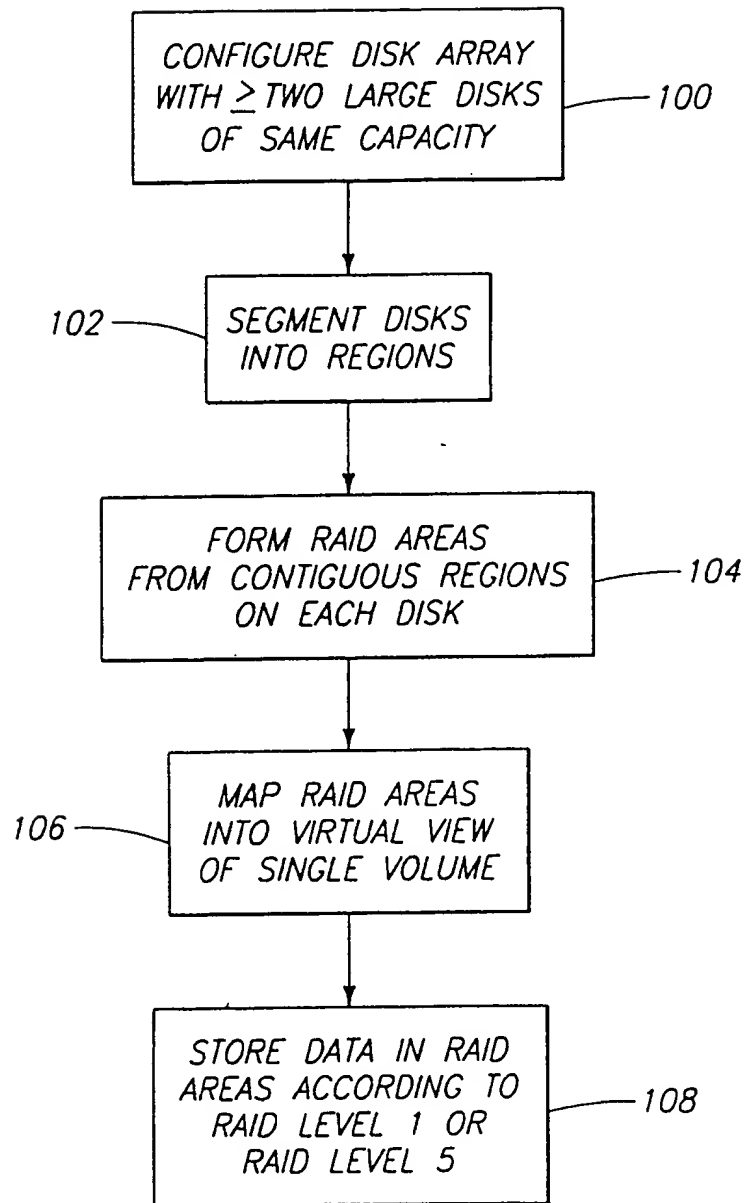 CONFIGURE DISK ARRAY
WITH ≥ TWO LARGE DISKS
OF SAME CAPACITY
100
102
SEGMENT DISKS
INTO REGIONS
FORM RAID AREAS
FROM CONTIGUOUS REGIONS
ON EACH DISK
104
106
MAP RAID AREAS
INTO VIRTUAL VIEW
OF SINGLE VOLUME
STORE DATA IN RAID
AREAS ACCORDING TO
RAID LEVEL 1 OR
RAID LEVEL 5
108